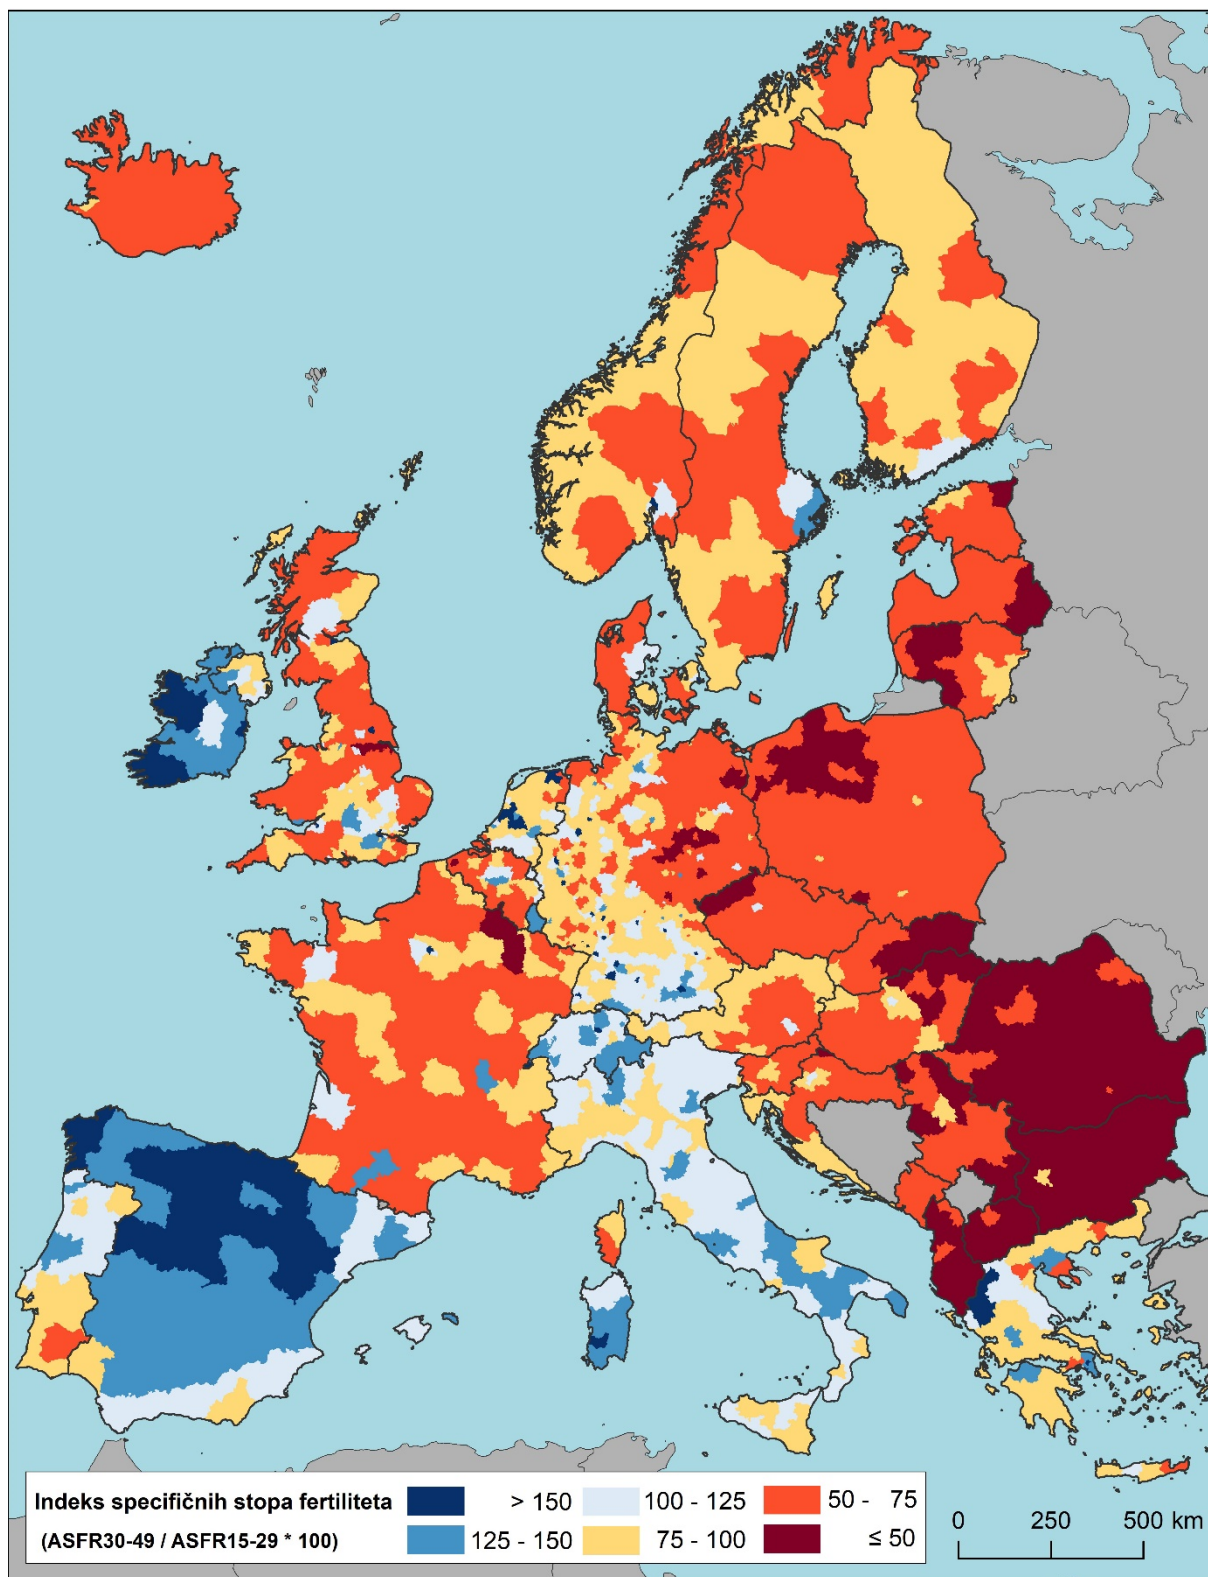 Indeks specifičnih stopa fertiliteta
(ASFR30-49 / ASFR15-29 * 100)
> 150
125 - 150
100 - 125
75 - 100
50 - 75
≤ 50
0 250 500 km